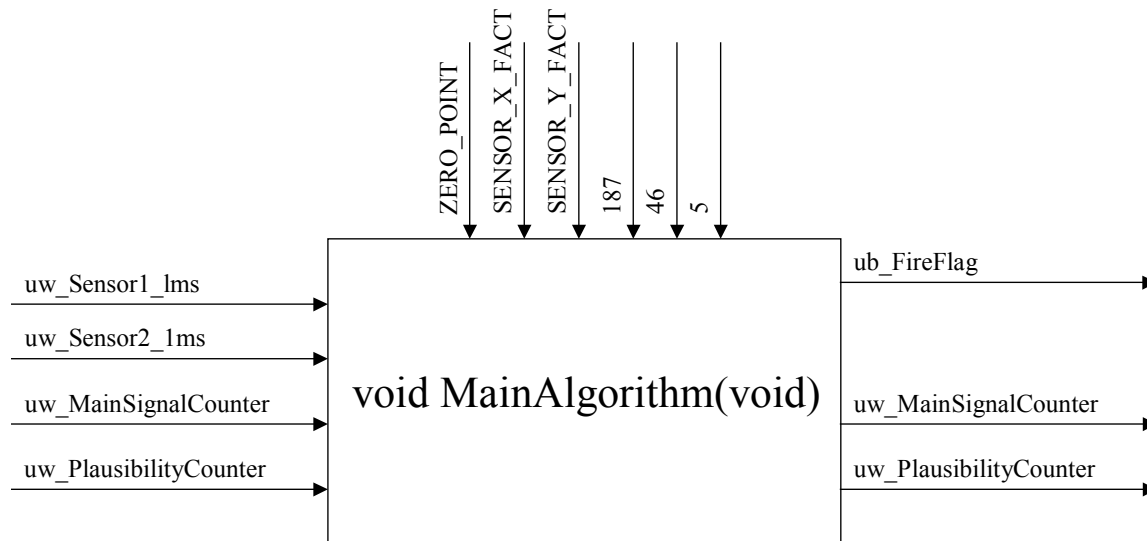 ZERO_POINT
SENSOR_X_FACT
SENSOR_Y_FACT
187
46
5
uw_Sensor1_lms
uw_Sensor2_1ms
uw_MainSignalCounter
uw_PlausibilityCounter
void MainAlgorithm(void)
ub_FireFlag
uw_MainSignalCounter
uw_PlausibilityCounter